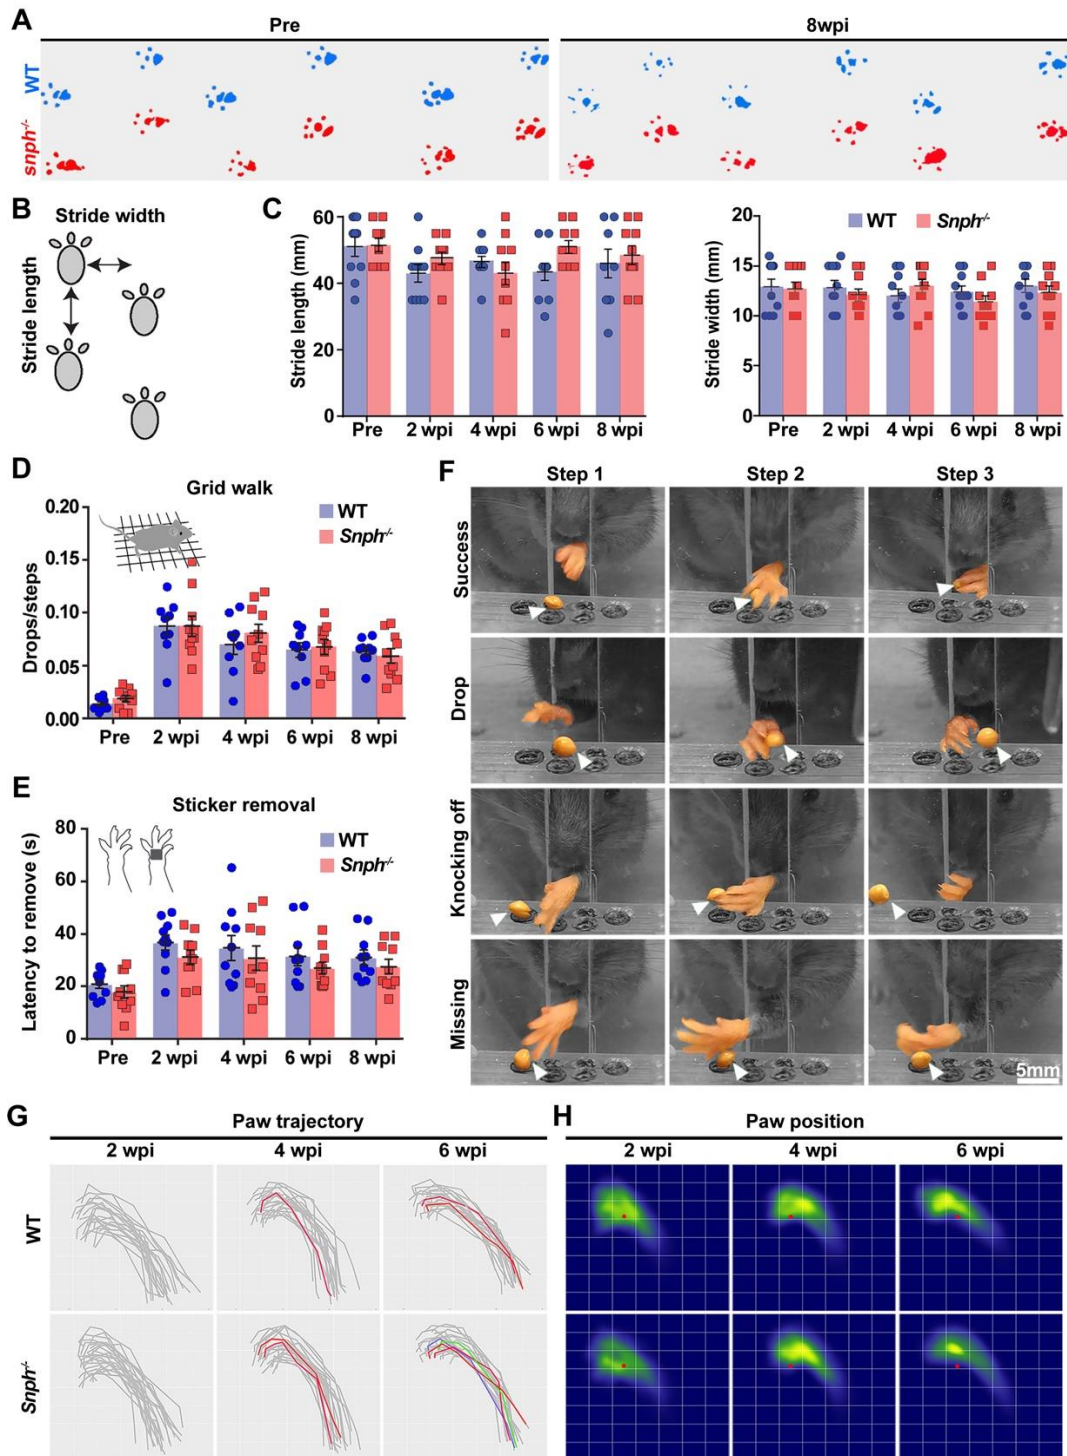 A
Pre
8wpi
WT
snph-/-
B
Stride width
Stride length
C
60
40
20
0
Stride length (mm)
Pre
2 wpi
4 wpi
6 wpi
8 wpi
20
15
10
5
0
Stride width (mm)
WT
Snph-/-
Pre
2 wpi
4 wpi
6 wpi
8 wpi
D
Grid walk
0.20
0.15
0.10
0.05
0.00
Drops/steps
WT
Snph-/-
Pre
2 wpi
4 wpi
6 wpi
8 wpi
E
Sticker removal
80
60
40
20
0
Latency to remove (s)
WT
Snph-/-
Pre
2 wpi
4 wpi
6 wpi
8 wpi
F
Step 1
Step 2
Step 3
Success
Drop
Knocking off
Missing
5mm
G
Paw trajectory
2 wpi
4 wpi
6 wpi
WT
Snph-/-
H
Paw position
2 wpi
4 wpi
6 wpi